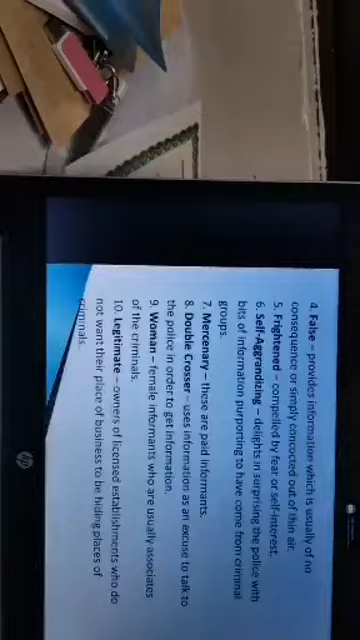 4. False – provides information which is usually of no
consequence or simply concocted out of thin air.
5. Frightened – compelled by fear or self-interest.
6. Self-Aggrandizing – delights in surprising the police with
bits of information purporting to have come from criminal
groups.
7. Mercenary – these are paid informants.
8. Double Crosser – uses information as an excuse to talk to
the police in order to get information.
9. Woman – female informants who are usually associates
of the criminals.
10. Legitimate – owners of licensed establishments who do
not want their place of business to be hiding places of
criminals.
hp